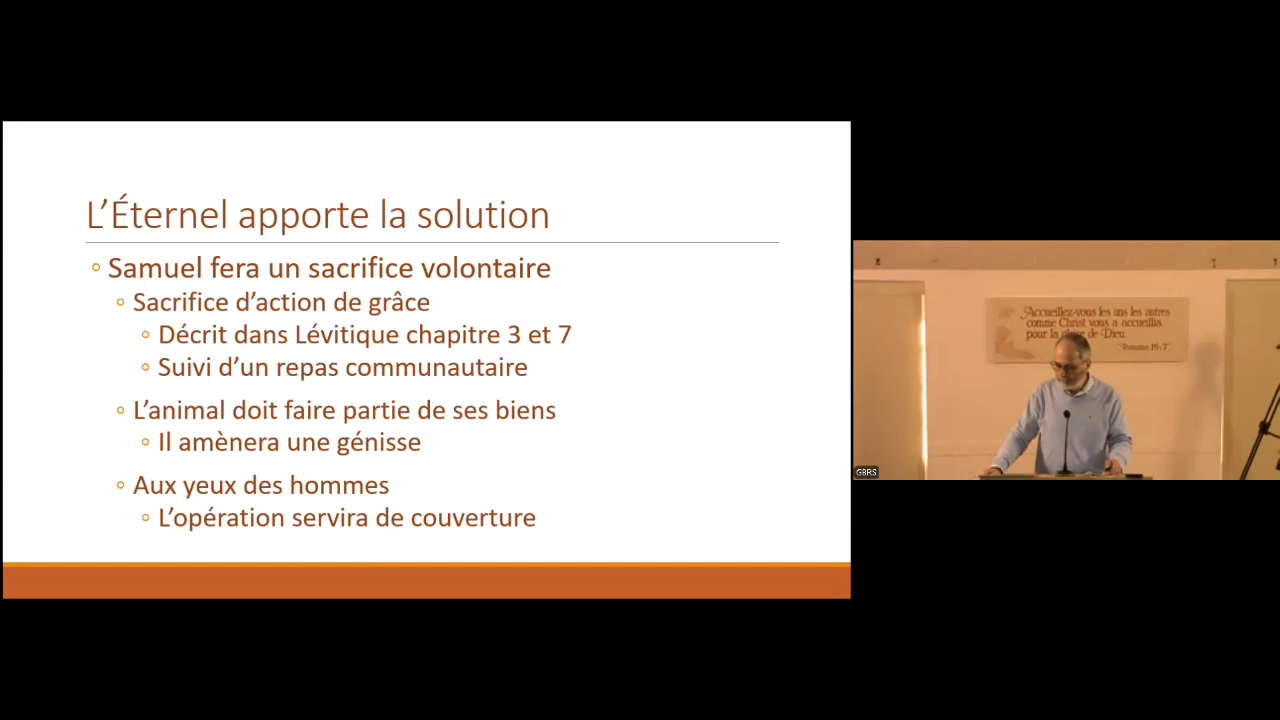 L’Éternel apporte la solution
Samuel fera un sacrifice volontaire
Sacrifice d’action de grâce
Décrit dans Lévitique chapitre 3 et 7
Suivi d’un repas communautaire
L’animal doit faire partie de ses biens
Il amènera une génisse
Aux yeux des hommes
L’opération servira de couverture
Accueillez-vous les uns les autres
comme Christ vous a accueillis,
pour la gloire de Dieu.
Romains 15:7
GBRS